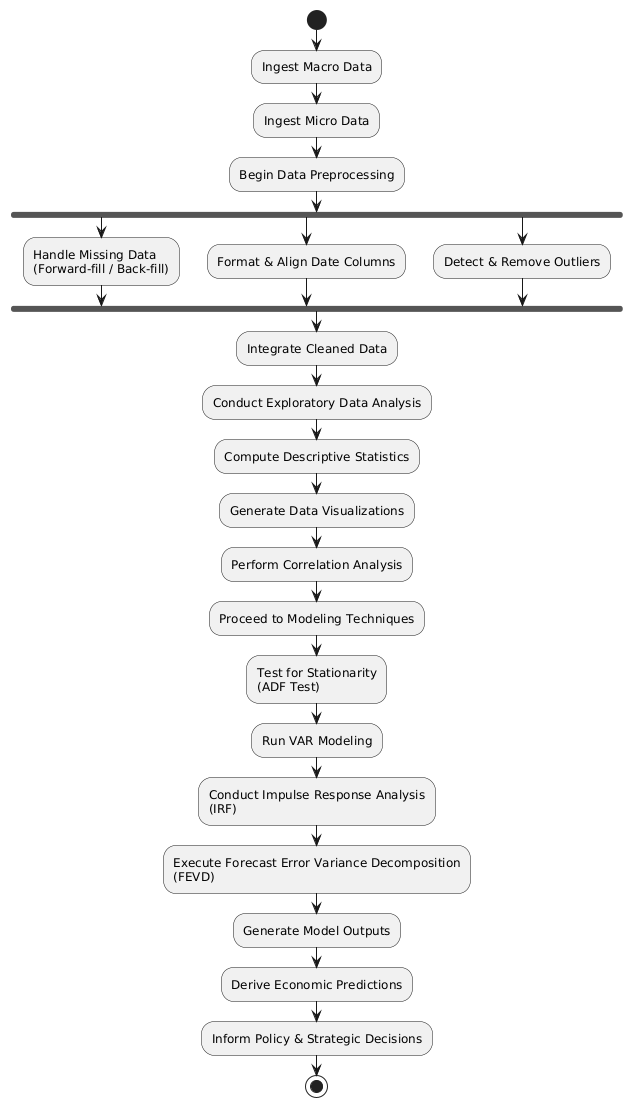 Ingest Macro Data
Ingest Micro Data
Begin Data Preprocessing
Handle Missing Data
(Forward-fill / Back-fill)
Format & Align Date Columns
Detect & Remove Outliers
Integrate Cleaned Data
Conduct Exploratory Data Analysis
Compute Descriptive Statistics
Generate Data Visualizations
Perform Correlation Analysis
Proceed to Modeling Techniques
Test for Stationarity
(ADF Test)
Run VAR Modeling
Conduct Impulse Response Analysis
(IRF)
Execute Forecast Error Variance Decomposition
(FEVD)
Generate Model Outputs
Derive Economic Predictions
Inform Policy & Strategic Decisions